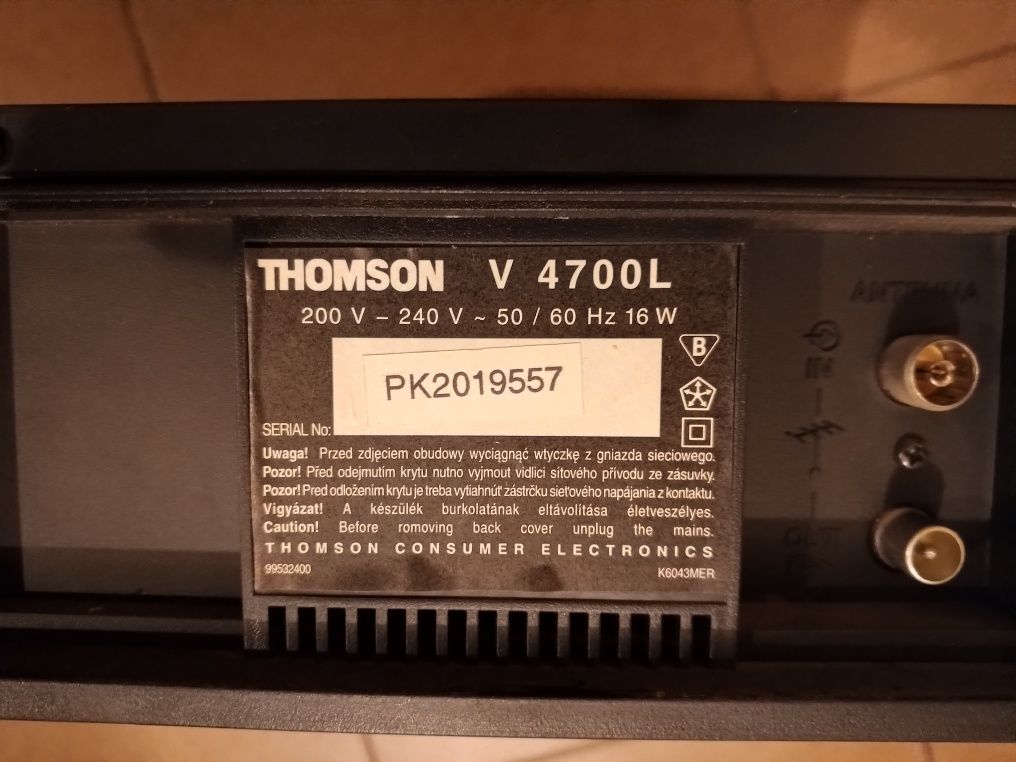 THOMSON V 4700L
200 V – 240 V ~ 50 / 60 Hz 16 W
B
PK2019557
SERIAL No:
Uwaga! Przed zdjęciem obudowy wyciągnąć wtyczkę z gniazda sieciowego.
Pozor! Před odejmutím krytu nutno vyjmout vidlici sítového přívodu ze zásuvky.
Pozor! Pred odložením krytu je treba vytiahnúť zástrčku sieťového napájania z kontaktu.
Vigyázat! A készülék burkolatának eltávolítása életveszélyes.
Caution! Before romoving back cover unplug the mains.
THOMSON CONSUMER ELECTRONICS
99532400 K6043MER
ANTENNA
IN
OUT